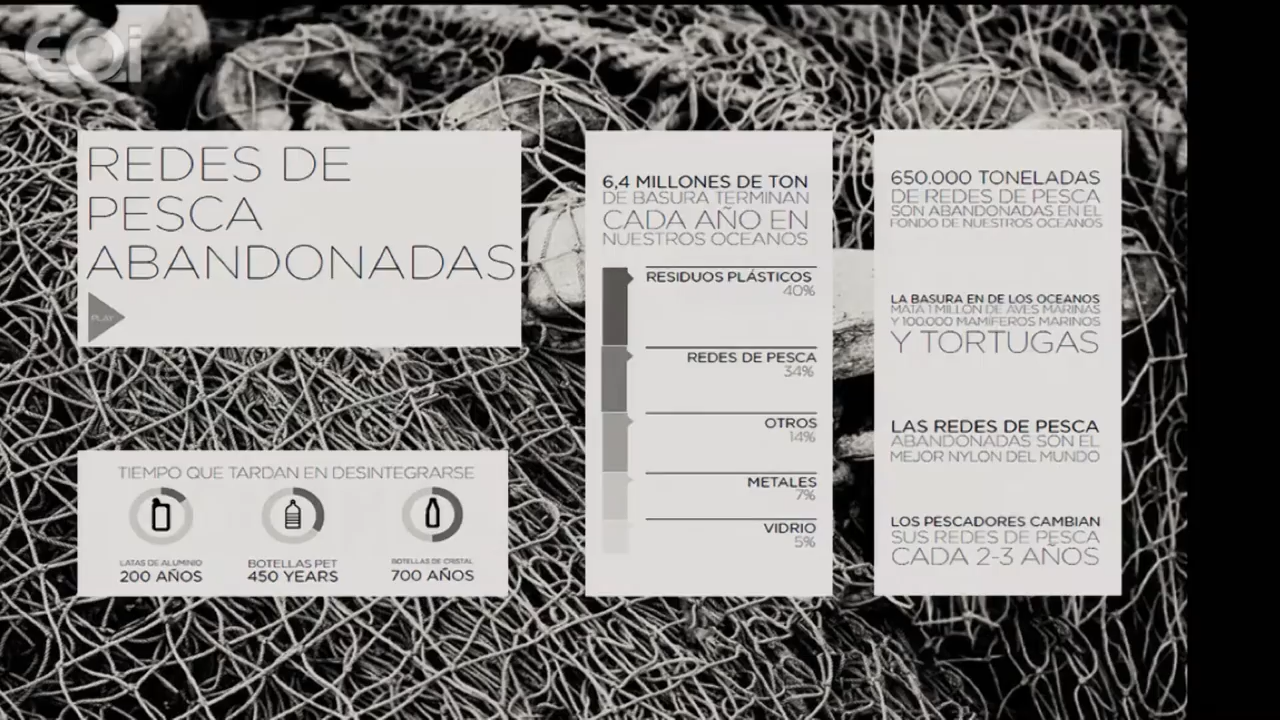 eoi
REDES DE
PESCA
ABANDONADAS
PLAY
TIEMPO QUE TARDAN EN DESINTEGRARSE
LATAS DE ALUMINIO
200 AÑOS
BOTELLAS PET
450 YEARS
BOTELLAS DE CRISTAL
700 AÑOS
6,4 MILLONES DE TON
DE BASURA TERMINAN
CADA AÑO EN
NUESTROS OCEANOS
RESIDUOS PLÁSTICOS
40%
REDES DE PESCA
34%
OTROS
14%
METALES
7%
VIDRIO
5%
650.000 TONELADAS
DE REDES DE PESCA
SON ABANDONADAS EN EL
FONDO DE NUESTROS OCEANOS
LA BASURA EN DE LOS OCEANOS
MATA 1 MILLON DE AVES MARINAS
Y 100.000 MAMIFEROS MARINOS
Y TORTUGAS
LAS REDES DE PESCA
ABANDONADAS SON EL
MEJOR NYLON DEL MUNDO
LOS PESCADORES CAMBIAN
SUS REDES DE PESCA
CADA 2-3 AÑOS